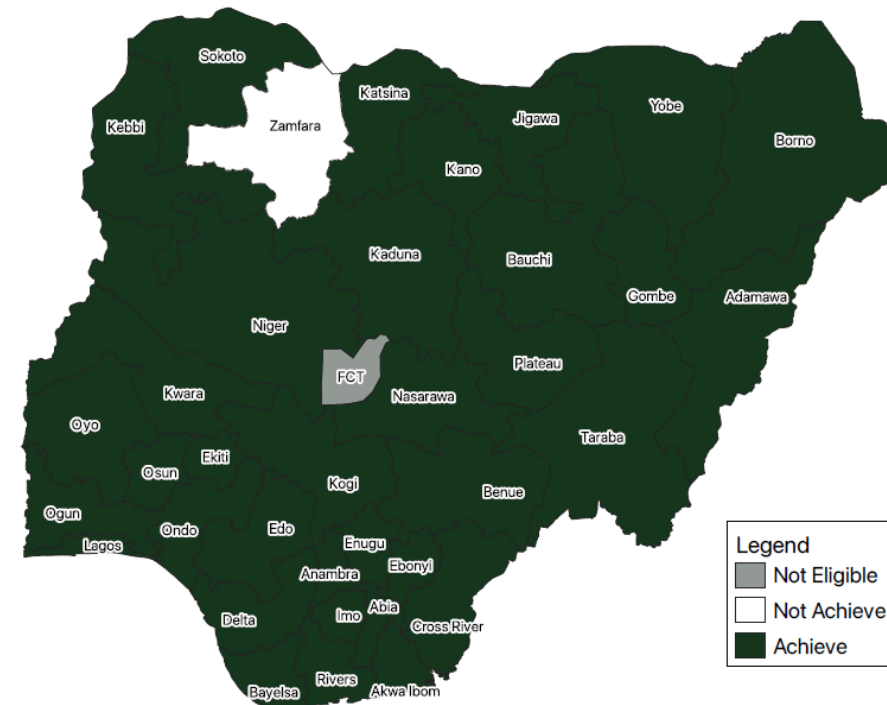 Sokoto
Katsina
Kebbi
Zamfara
Jigawa
Yobe
Borno
Kano
Kaduna
Bauchi
Gombe
Adamawa
Niger
FCT
Plateau
Nasarawa
Kwara
Oyo
Taraba
Osun
Ekiti
Kogi
Benue
Ogun
Lagos
Ondo
Edo
Enugu
Ebonyi
Anambra
Imo
Abia
Delta
Cross River
Rivers
Bayelsa
Akwa Ibom
Legend
Not Eligible
Not Achieve
Achieve